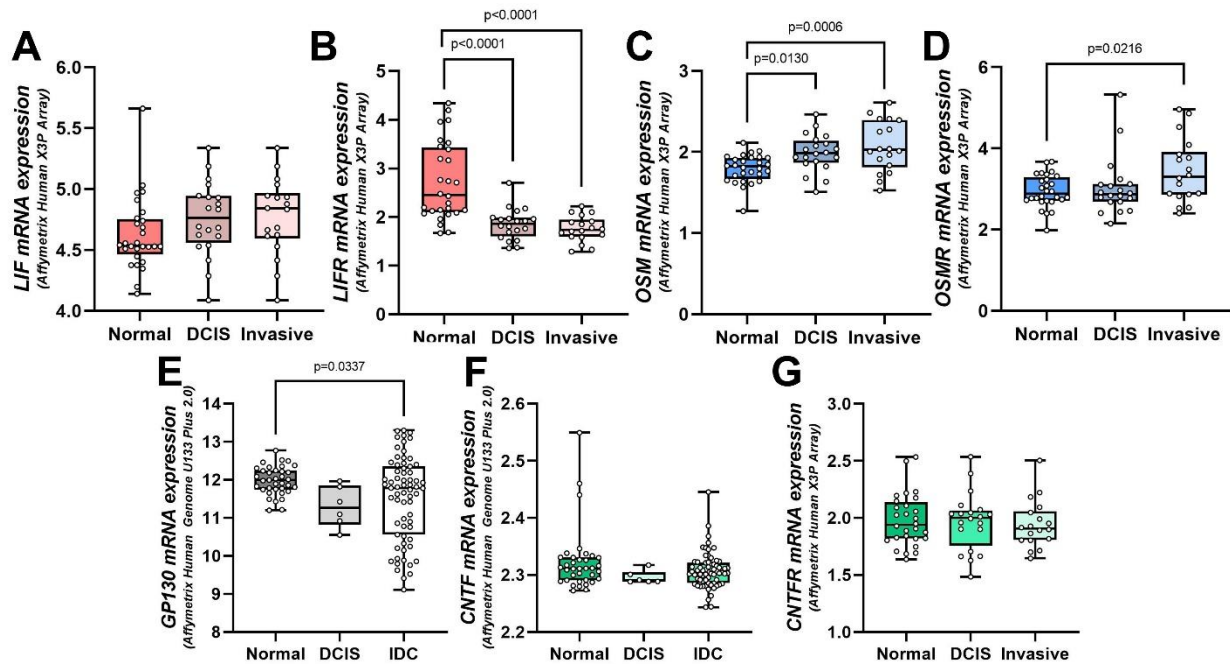 A
LIF mRNA expression
(Affymetrix Human X3P Array)
6.0
5.5
5.0
4.5
4.0
Normal DCIS Invasive
B
p<0.0001
p<0.0001
LIFR mRNA expression
(Affymetrix Human X3P Array)
5
4
3
2
1
0
Normal DCIS Invasive
C
p=0.0006
p=0.0130
OSM mRNA expression
(Affymetrix Human X3P Array)
3
2
1
0
Normal DCIS Invasive
D
p=0.0216
OSMR mRNA expression
(Affymetrix Human X3P Array)
6
4
2
0
Normal DCIS Invasive
E
p=0.0337
GP130 mRNA expression
(Affymetrix Human Genome U133 Plus 2.0)
14
13
12
11
10
9
8
Normal DCIS IDC
F
CNTF mRNA expression
(Affymetrix Human Genome U133 Plus 2.0)
2.6
2.5
2.4
2.3
2.2
Normal DCIS IDC
G
CNTFR mRNA expression
(Affymetrix Human X3P Array)
3.0
2.5
2.0
1.5
1.0
Normal DCIS Invasive